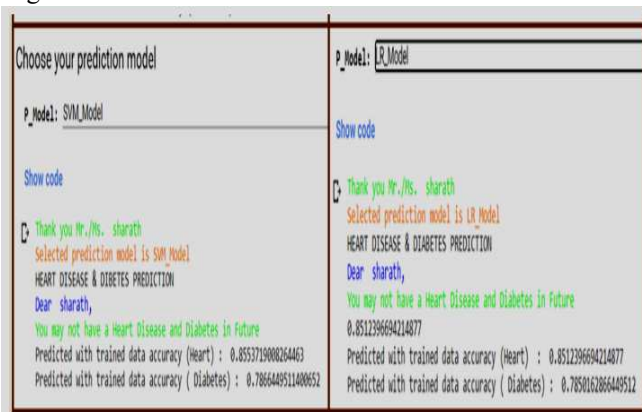 Choose your prediction model
P_Model: SVM_Model
Show code
Thank you Mr./Ms. sharath
Selected prediction model is SVM_Model
HEART DISEASE & DIBETES PREDICTION
Dear sharath,
You may not have a Heart Disease and Diabetes in Future
Predicted with trained data accuracy (Heart) : 0.8553719008264463
Predicted with trained data accuracy ( Diabetes) : 0.7866449511400652
P_Model: LR_Model
Show code
Thank you Mr./Ms. sharath
Selected prediction model is LR_Model
HEART DISEASE & DIABETES PREDICTION
Dear sharath,
You may not have a Heart Disease and Diabetes in Future
0.851239669421487​7
Predicted with trained data accuracy (Heart) : 0.8512396694214877
Predicted with trained data accuracy ( Diabetes) : 0.7850162866449512